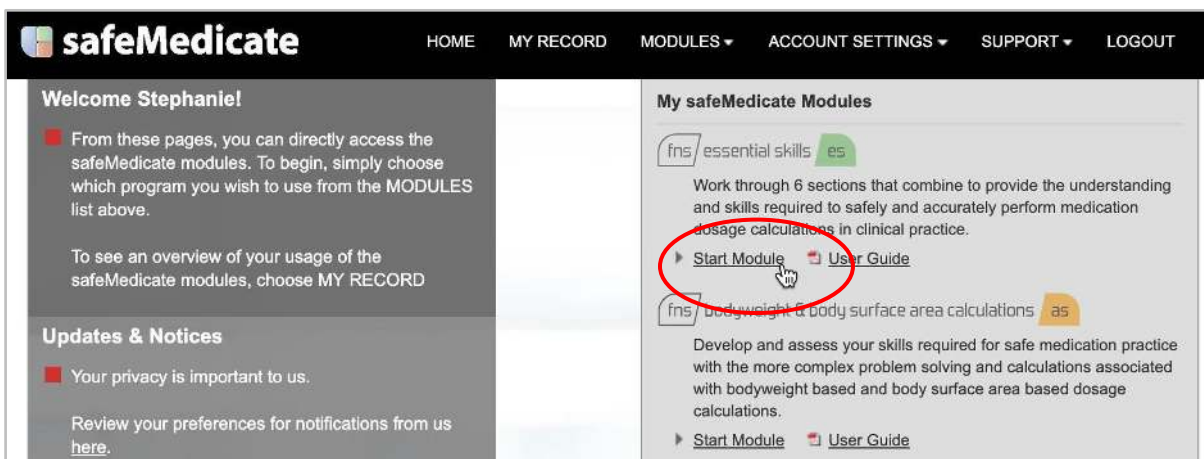 safeMedicate
HOME MY RECORD MODULES ACCOUNT SETTINGS SUPPORT LOGOUT
Welcome Stephanie!
From these pages, you can directly access the
safeMedicate modules. To begin, simply choose
which program you wish to use from the MODULES
list above.
To see an overview of your usage of the
safeMedicate modules, choose MY RECORD
Updates & Notices
Your privacy is important to us.
Review your preferences for notifications from us
here.
My safeMedicate Modules
fns essential skills es
Work through 6 sections that combine to provide the understanding
and skills required to safely and accurately perform medication
dosage calculations in clinical practice.
Start Module User Guide
fns bodyweight & body surface area calculations as
Develop and assess your skills required for safe medication practice
with the more complex problem solving and calculations associated
with bodyweight based and body surface area based dosage
calculations.
Start Module User Guide